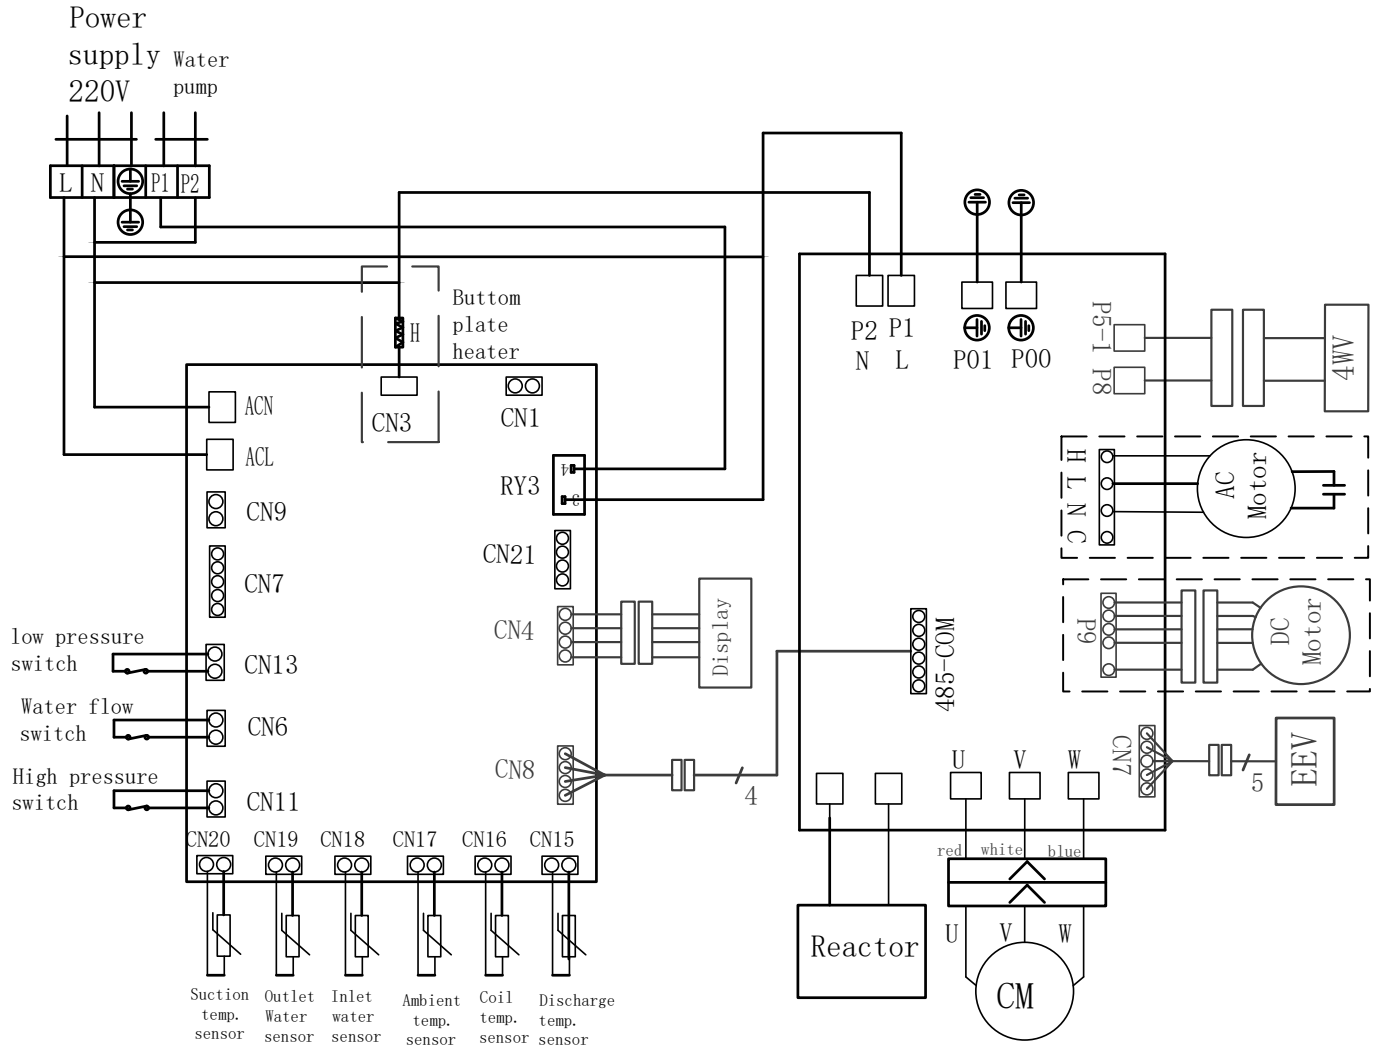 Power
supply
220V
Water
pump
L N P1 P2
Buttom
plate
heater
H
CN3
CN1
ACN
ACL
RY3
4
3
CN9
CN21
CN7
CN4
Display
low pressure
switch
CN13
Water flow
switch
CN6
CN8
4
High pressure
switch
CN11
CN20 CN19 CN18 CN17 CN16 CN15
Suction
temp.
sensor
Outlet
Water
sensor
Inlet
water
sensor
Ambient
temp.
sensor
Coil
temp.
sensor
Discharge
temp.
sensor
P2 P1
N L
P01 P00
P5-1
P8
4WV
H L N C
AC
Motor
P9
DC
Motor
485-COM
CN7
5
EEV
U V W
red white blue
U V W
Reactor
CM